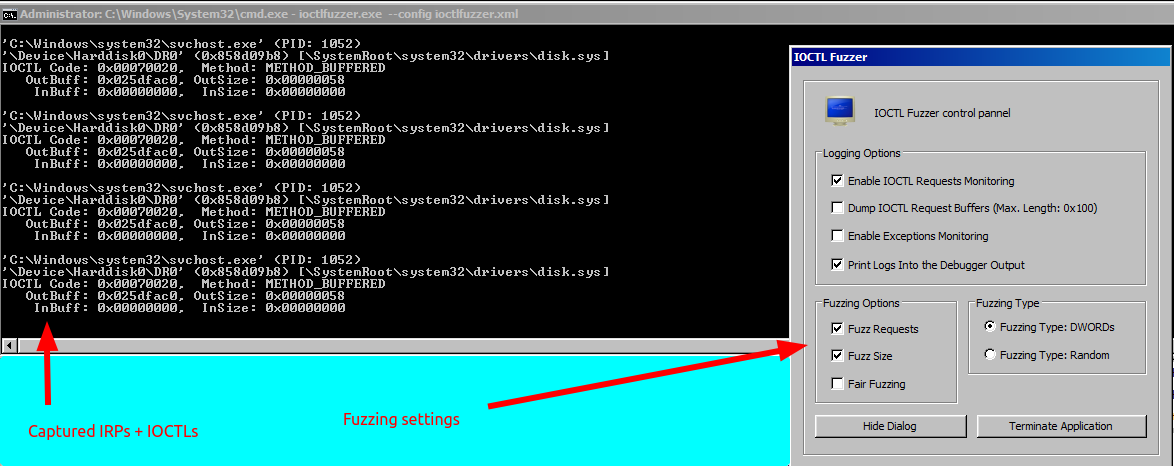 Administrator: C:\Windows\System32\cmd.exe - ioctlfuzzer.exe --config ioctlfuzzer.xml
'C:\Windows\system32\svchost.exe' (PID: 1052)
'\Device\Harddisk0\DR0' (0x858d09b8) [\SystemRoot\system32\drivers\disk.sys]
IOCTL Code: 0x00070020, Method: METHOD_BUFFERED
OutBuff: 0x025dfac0, OutSize: 0x00000058
InBuff: 0x00000000, InSize: 0x00000000
'C:\Windows\system32\svchost.exe' (PID: 1052)
'\Device\Harddisk0\DR0' (0x858d09b8) [\SystemRoot\system32\drivers\disk.sys]
IOCTL Code: 0x00070020, Method: METHOD_BUFFERED
OutBuff: 0x025dfac0, OutSize: 0x00000058
InBuff: 0x00000000, InSize: 0x00000000
'C:\Windows\system32\svchost.exe' (PID: 1052)
'\Device\Harddisk0\DR0' (0x858d09b8) [\SystemRoot\system32\drivers\disk.sys]
IOCTL Code: 0x00070020, Method: METHOD_BUFFERED
OutBuff: 0x025dfac0, OutSize: 0x00000058
InBuff: 0x00000000, InSize: 0x00000000
'C:\Windows\system32\svchost.exe' (PID: 1052)
'\Device\Harddisk0\DR0' (0x858d09b8) [\SystemRoot\system32\drivers\disk.sys]
IOCTL Code: 0x00070020, Method: METHOD_BUFFERED
OutBuff: 0x025dfac0, OutSize: 0x00000058
InBuff: 0x00000000, InSize: 0x00000000
Captured IRPs + IOCTLs
Fuzzing settings
IOCTL Fuzzer
IOCTL Fuzzer control pannel
Logging Options
Enable IOCTL Requests Monitoring
Dump IOCTL Request Buffers (Max. Length: 0x100)
Enable Exceptions Monitoring
Print Logs Into the Debugger Output
Fuzzing Options
Fuzz Requests
Fuzz Size
Fair Fuzzing
Fuzzing Type
Fuzzing Type: DWORDs
Fuzzing Type: Random
Hide Dialog
Terminate Application